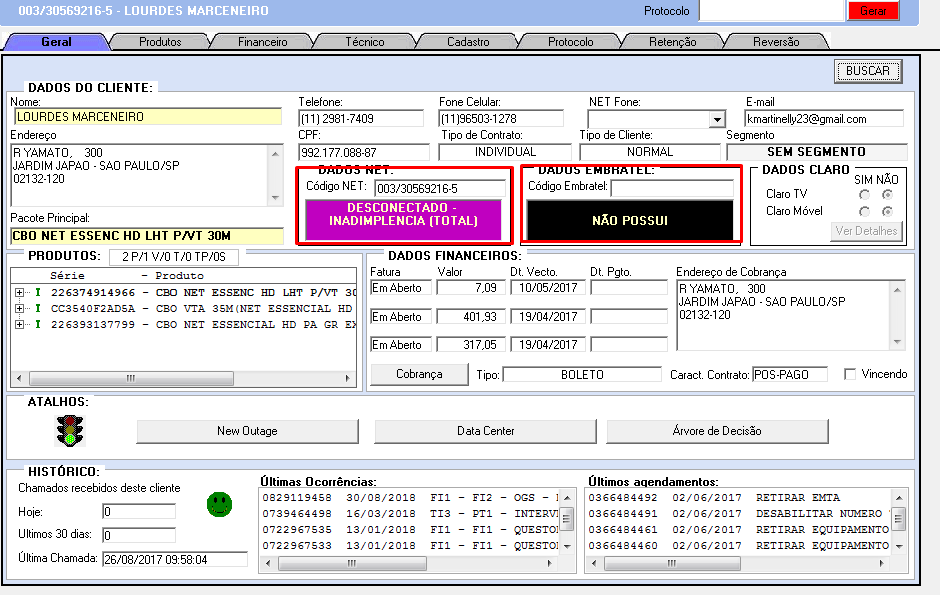 003/30569216-5 - LOURDES MARCENEIRO
Protocolo
Gerar
Geral Produtos Financeiro Técnico Cadastro Protocolo Retenção Reversão
BUSCAR
DADOS DO CLIENTE:
Nome:
LOURDES MARCENEIRO
Telefone:
(11) 2981-7409
Fone Celular:
(11)96503-1278
NET Fone:
E-mail
kmartinelly23@gmail.com
Endereço
R YAMATO, 300
JARDIM JAPAO - SAO PAULO/SP
02132-120
CPF:
992.177.088-87
Tipo de Contrato:
INDIVIDUAL
Tipo de Cliente:
NORMAL
Segmento
SEM SEGMENTO
Pacote Principal:
CBO NET ESSENC HD LHT P/VT 30M
DADOS NET:
Código NET: 003/30569216-5
DESCONECTADO -
INADIMPLENCIA (TOTAL)
DADOS EMBRATEL:
Código Embratel:
NÃO POSSUI
DADOS CLARO
SIM NÃO
Claro TV
Claro Móvel
Ver Detalhes
PRODUTOS: 2 P/1 V/0 T/0 TP/0S
Série - Produto
I 226374914966 - CBO NET ESSENC HD LHT P/VT 30
I CC3540F2AD5A - CBO VTA 35M(NET ESSENCIAL HD
I 226393137799 - CBO NET ESSENCIAL HD PA GR EX
DADOS FINANCEIROS:
Fatura Valor Dt. Vecto. Dt. Pgto.
Em Aberto 7,09 10/05/2017
Em Aberto 401,93 19/04/2017
Em Aberto 317,05 19/04/2017
Endereço de Cobrança
R YAMATO, 300
JARDIM JAPAO - SAO PAULO/SP
02132-120
Cobrança Tipo: BOLETO Caract. Contrato: POS-PAGO Vincendo
ATALHOS:
New Outage Data Center Árvore de Decisão
HISTÓRICO:
Chamados recebidos deste cliente
Hoje: 0
Ultimos 30 dias: 0
Última Chamada: 26/08/2017 09:58:04
Últimas Ocorrências:
0829119458 30/08/2018 FI1 - FI2 - OGS -
0739464498 16/03/2018 TI3 - PT1 - INTERV
0722967535 13/01/2018 FI1 - FI1 - QUESTO
0722967533 13/01/2018 FI1 - FI1 - QUESTO
Últimos agendamentos:
0366484492 02/06/2017 RETIRAR EMTA
0366484491 02/06/2017 DESABILITAR NUMERO
0366484461 02/06/2017 RETIRAR EQUIPAMENTO
0366484460 02/06/2017 RETIRAR EQUIPAMENTO